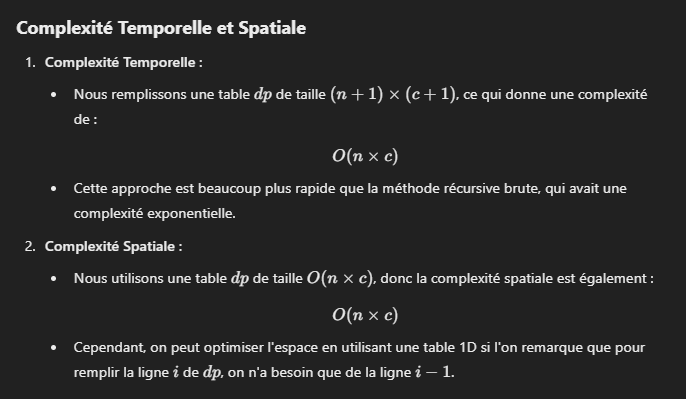 Complexité Temporelle et Spatiale
1. Complexité Temporelle :
• Nous remplissons une table dp de taille (n + 1) × (c + 1), ce qui donne une complexité
de :
O(n × c)
• Cette approche est beaucoup plus rapide que la méthode récursive brute, qui avait une
complexité exponentielle.
2. Complexité Spatiale :
• Nous utilisons une table dp de taille O(n × c), donc la complexité spatiale est également :
O(n × c)
• Cependant, on peut optimiser l'espace en utilisant une table 1D si l'on remarque que pour
remplir la ligne i de dp, on n'a besoin que de la ligne i − 1.